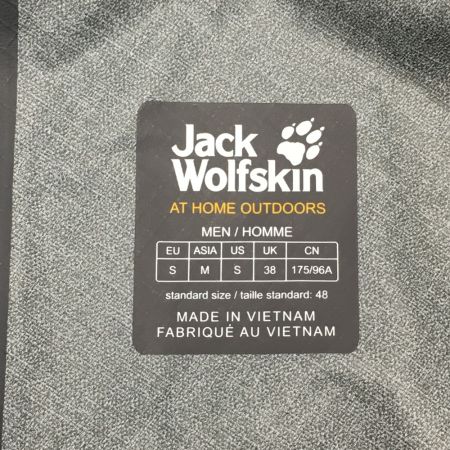 Jack
Wolfskin
AT HOME OUTDOORS
MEN / HOMME
EU ASIA US UK CN
S M S 38 175/96A
standard size / taille standard: 48
MADE IN VIETNAM
FABRIQUÉ AU VIETNAM